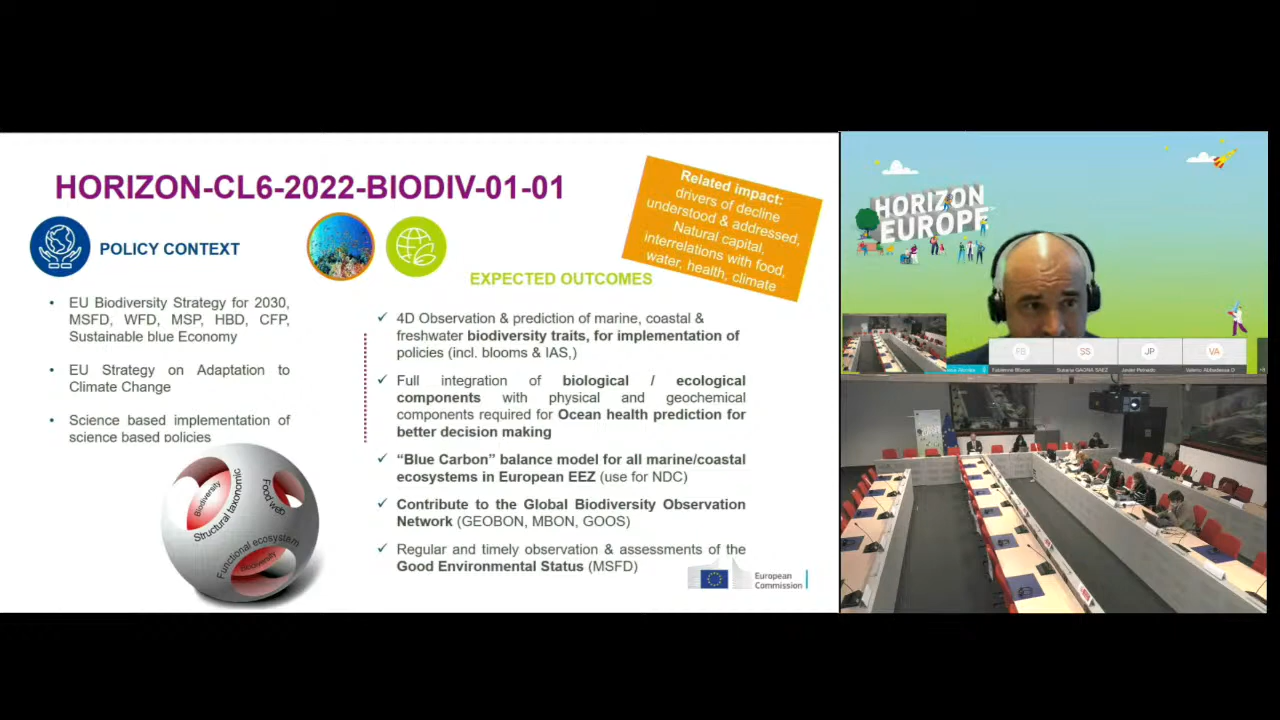 HORIZON-CL6-2022-BIODIV-01-01
Related impact:
drivers of decline
understood & addressed,
Natural capital,
interrelations with food,
water, health, climate
POLICY CONTEXT
• EU Biodiversity Strategy for 2030,
MSFD, WFD, MSP, HBD, CFP,
Sustainable blue Economy
• EU Strategy on Adaptation to
Climate Change
• Science based implementation of
science based policies
Biodiversity
Structural taxonomic
Food web
Functional ecosystem
Biodiversity
EXPECTED OUTCOMES
✓ 4D Observation & prediction of marine, coastal &
freshwater biodiversity traits, for implementation of
policies (incl. blooms & IAS,)
✓ Full integration of biological / ecological
components with physical and geochemical
components required for Ocean health prediction for
better decision making
✓ “Blue Carbon” balance model for all marine/coastal
ecosystems in European EEZ (use for NDC)
✓ Contribute to the Global Biodiversity Observation
Network (GEOBON, MBON, GOOS)
✓ Regular and timely observation & assessments of the
Good Environmental Status (MSFD)
European
Commission
HORIZON
EUROPE
FB
SS
JP
VA